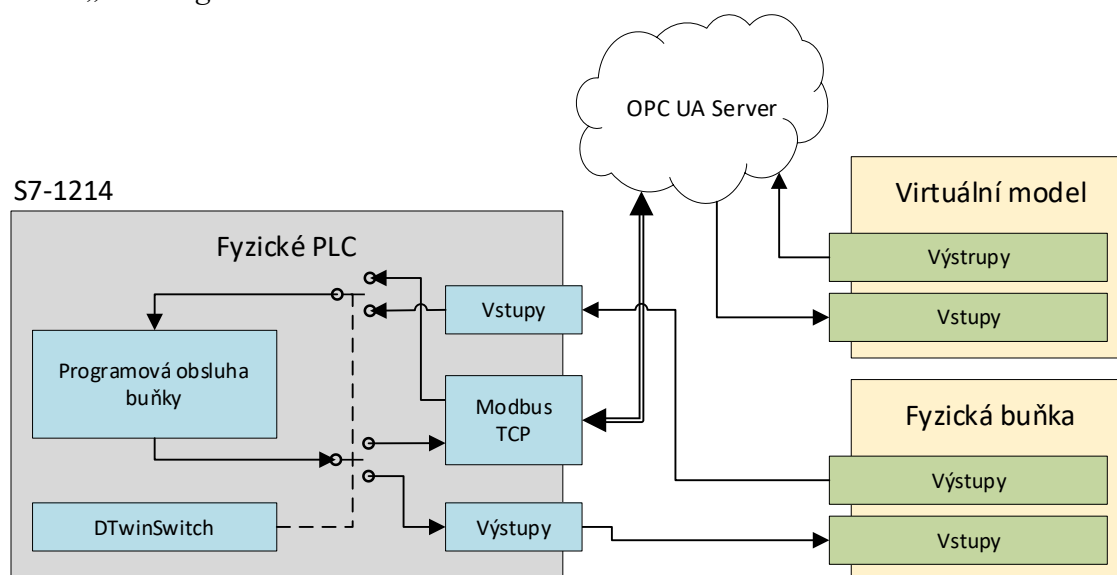 OPC UA Server
S7-1214
Fyzické PLC
Vstupy
Programová obsluha
buňky
Modbus
TCP
DTwinSwitch
Výstupy
Virtuální model
Výstrupy
Vstupy
Fyzická buňka
Výstupy
Vstupy